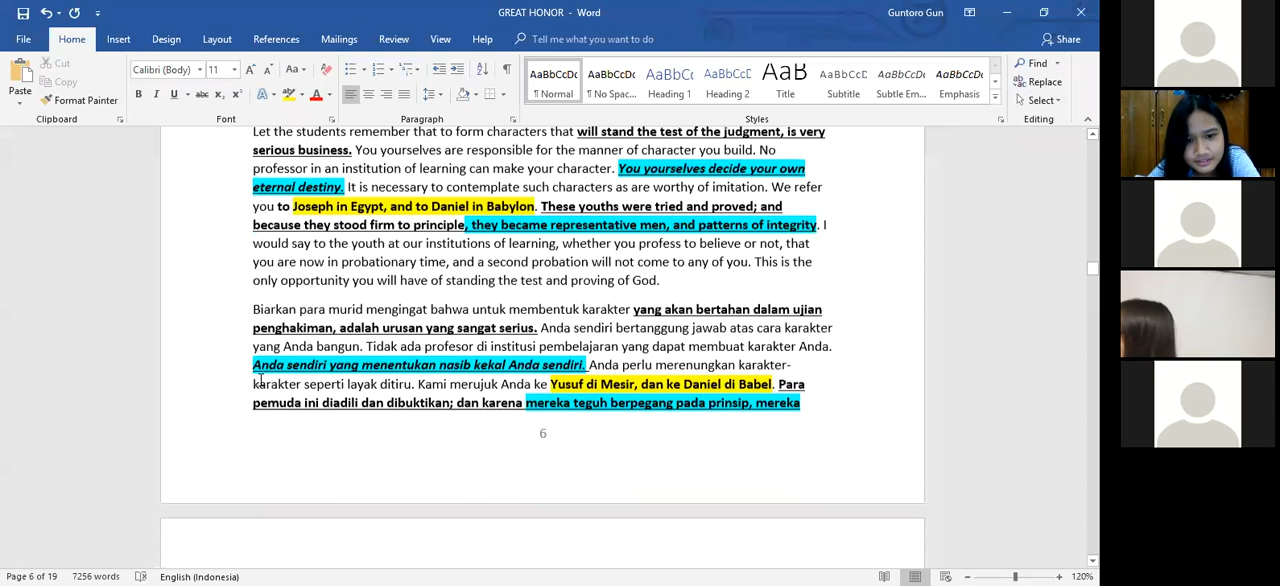 GREAT HONOR - Word
Guntoro Gun
File Home Insert Design Layout References Mailings Review View Help Tell me what you want to do Share
Paste
Cut
Copy
Format Painter
Clipboard
Calibri (Body) 11
Font
Paragraph
AaBbCcDc AaBbCcDc AaBbCc AaBbCcD AaB AaBbCcD AaBbCcDc AaBbCcDc
¶ Normal ¶ No Spac... Heading 1 Heading 2 Title Subtitle Subtle Em... Emphasis
Styles
Find
Replace
Select
Editing
Let the students remember that to form characters that will stand the test of the judgment, is very
serious business. You yourselves are responsible for the manner of character you build. No
professor in an institution of learning can make your character. You yourselves decide your own
eternal destiny. It is necessary to contemplate such characters as are worthy of imitation. We refer
you to Joseph in Egypt, and to Daniel in Babylon. These youths were tried and proved; and
because they stood firm to principle, they became representative men, and patterns of integrity. I
would say to the youth at our institutions of learning, whether you profess to believe or not, that
you are now in probationary time, and a second probation will not come to any of you. This is the
only opportunity you will have of standing the test and proving of God.
Biarkan para murid mengingat bahwa untuk membentuk karakter yang akan bertahan dalam ujian
penghakiman, adalah urusan yang sangat serius. Anda sendiri bertanggung jawab atas cara karakter
yang Anda bangun. Tidak ada profesor di institusi pembelajaran yang dapat membuat karakter Anda.
Anda sendiri yang menentukan nasib kekal Anda sendiri. Anda perlu merenungkan karakter-
karakter seperti layak ditiru. Kami merujuk Anda ke Yusuf di Mesir, dan ke Daniel di Babel. Para
pemuda ini diadili dan dibuktikan; dan karena mereka teguh berpegang pada prinsip, mereka
6
Page 6 of 19 7256 words English (Indonesia) 120%